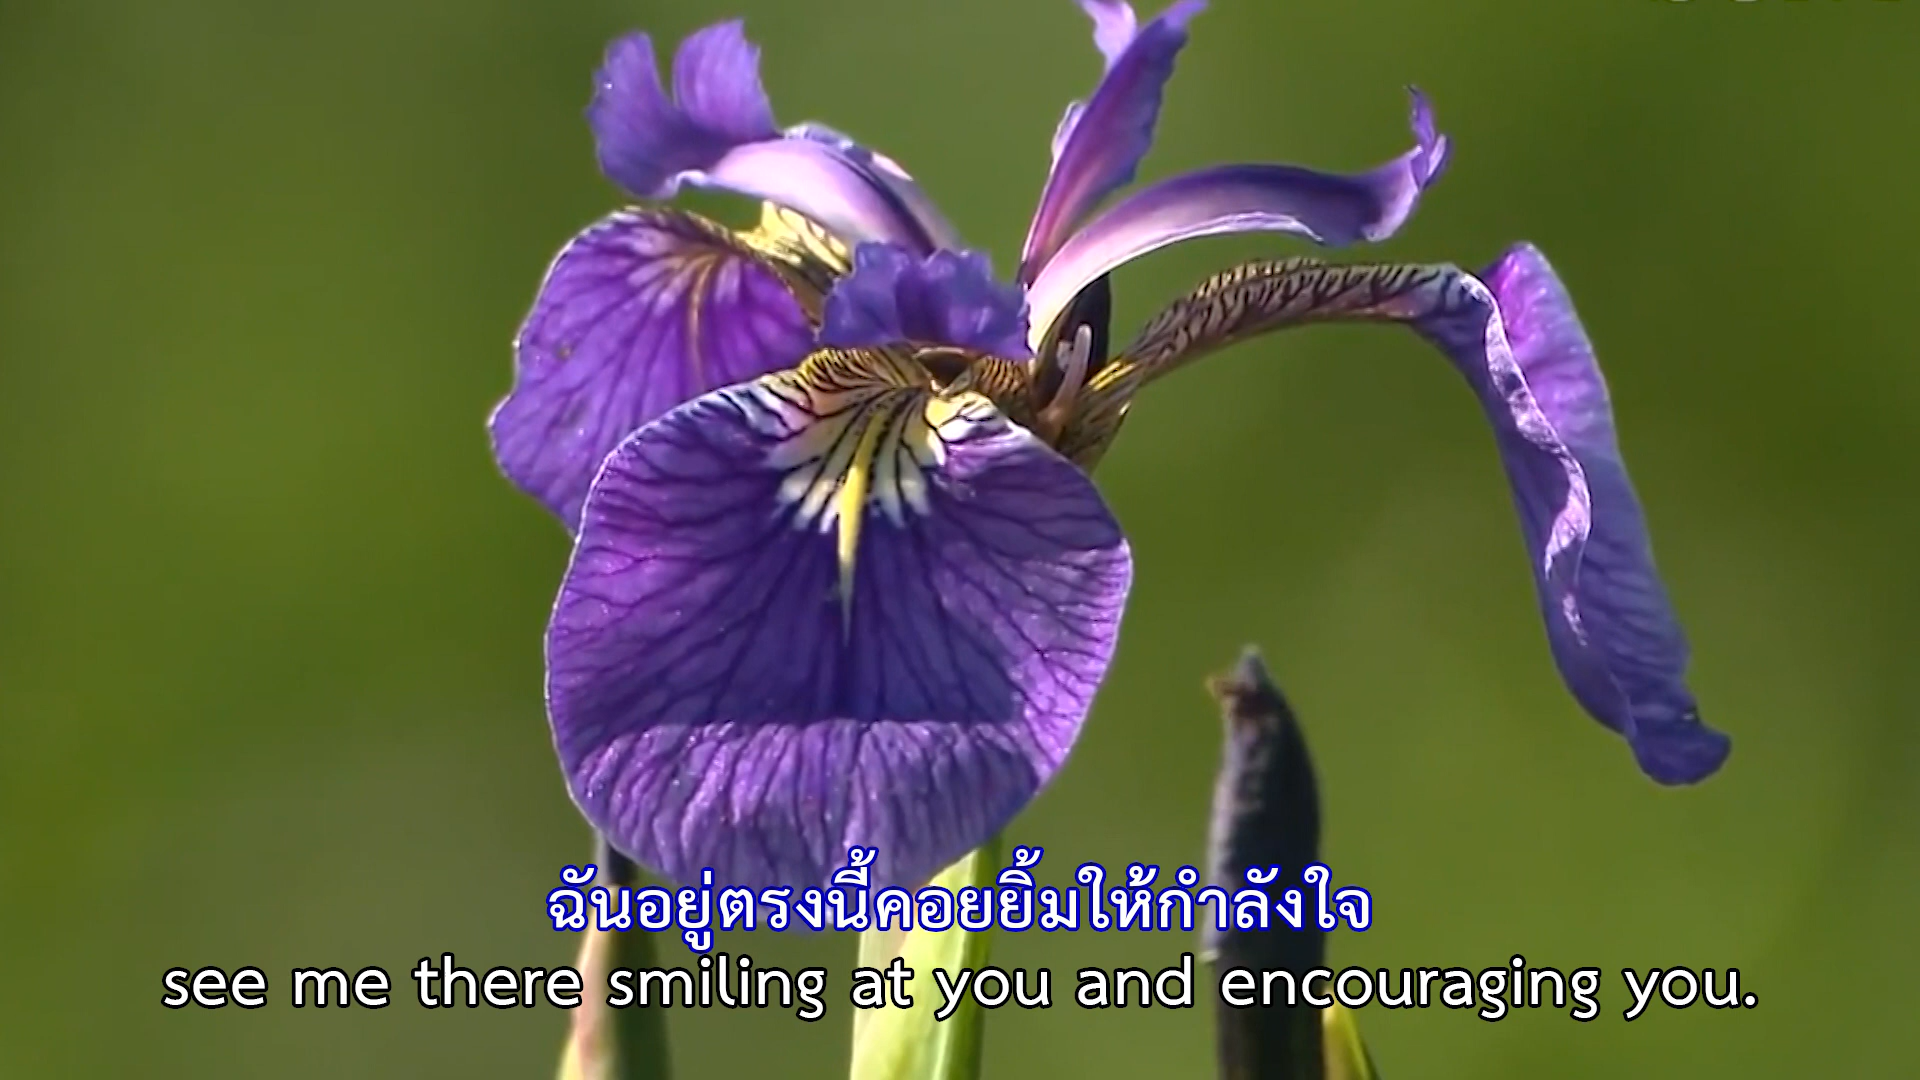 ฉันอยู่ตรงนี้คอยยิ้มให้กำลังใจ
see me there smiling at you and encouraging you.